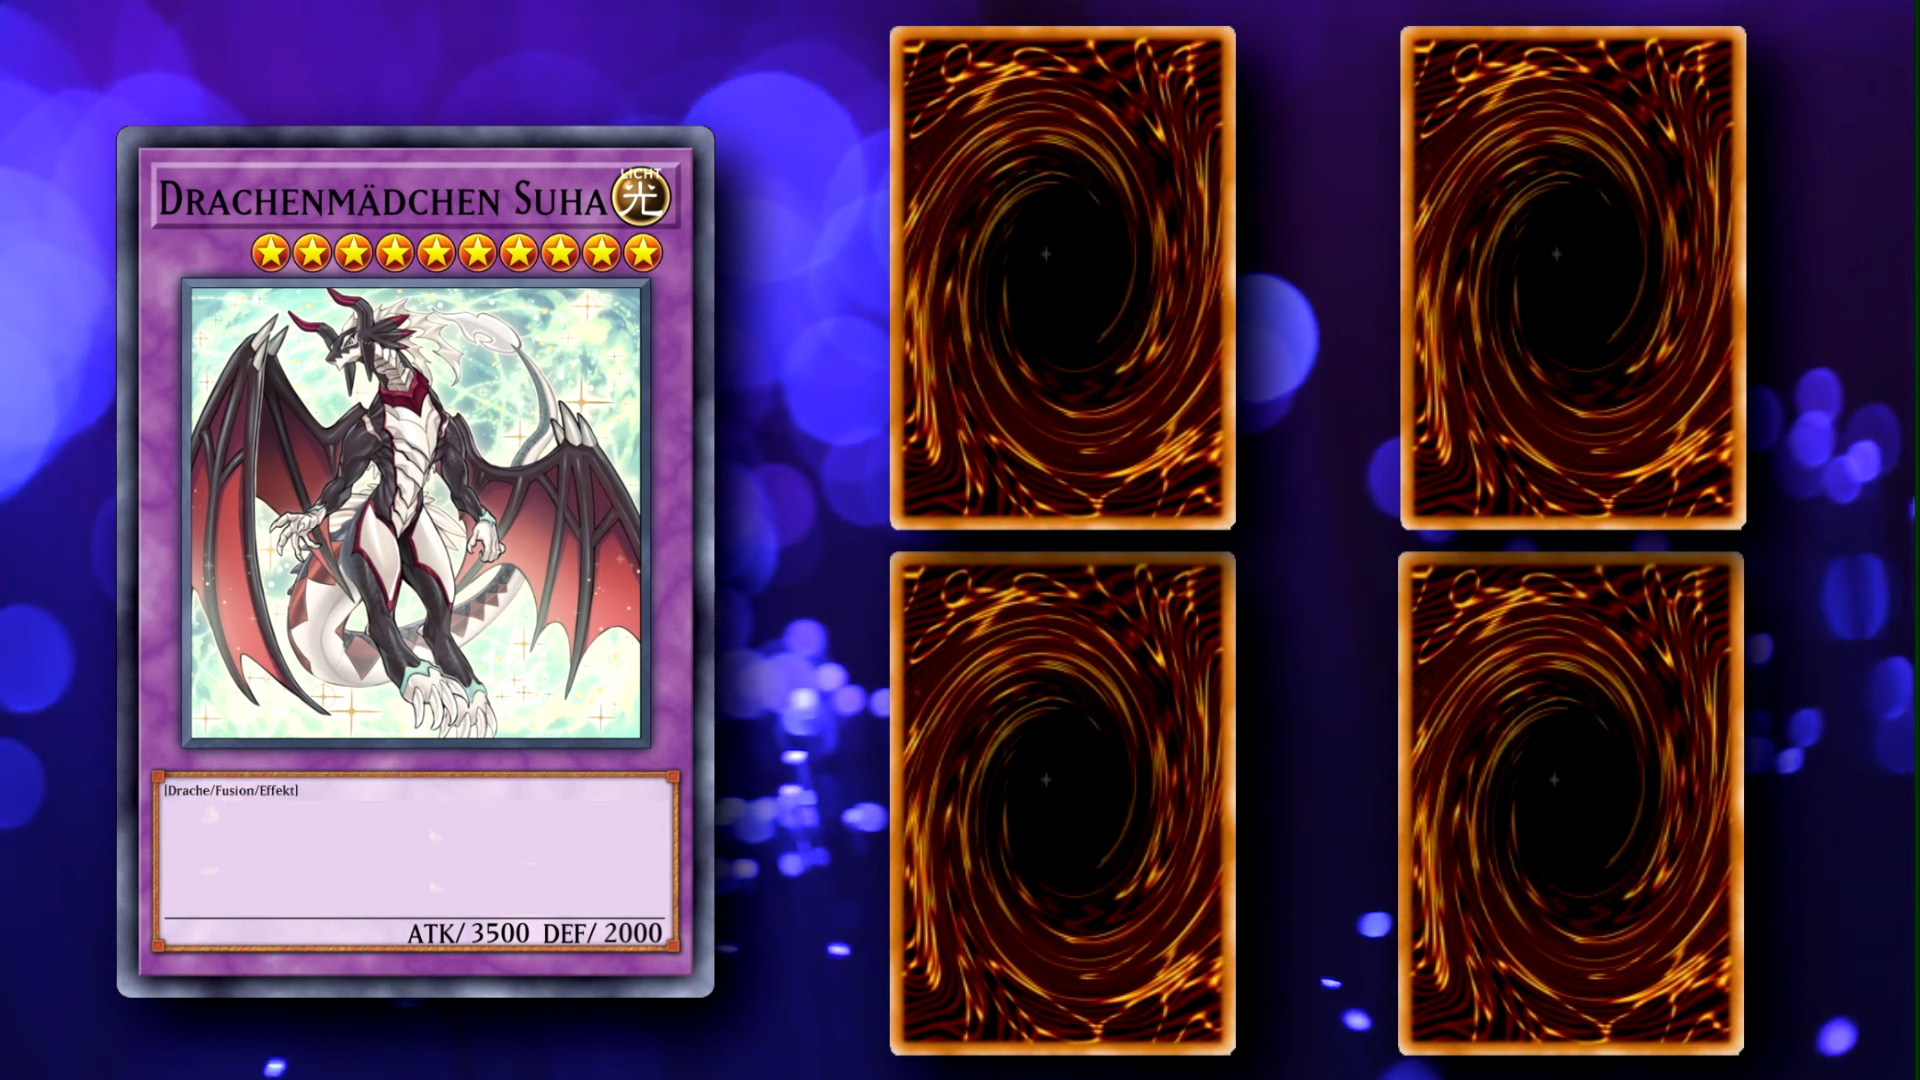 Drachenmädchen Suha
LICHT
光
[Drache/Fusion/Effekt]
ATK/ 3500 DEF/ 2000